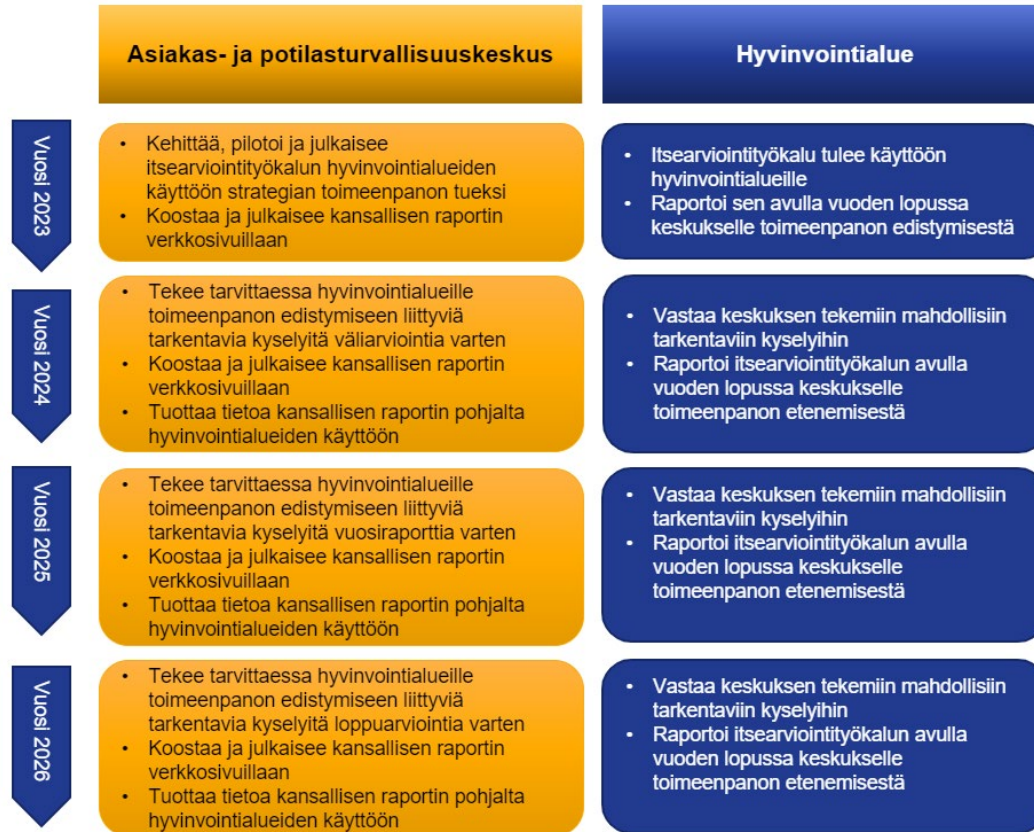 Asiakas- ja potilasturvallisuuskeskus
Hyvinvointialue
Vuosi 2023
• Kehittää, pilotoi ja julkaisee
itsearviointityökalun hyvinvointialueiden
käyttöön strategian toimeenpanon tueksi
• Koostaa ja julkaisee kansallisen raportin
verkkosivuillaan
• Itsearviointityökalu tulee käyttöön
hyvinvointialueille
• Raportoi sen avulla vuoden lopussa
keskukselle toimeenpanon edistymisestä
Vuosi 2024
• Tekee tarvittaessa hyvinvointialueille
toimeenpanon edistymiseen liittyviä
tarkentavia kyselyitä väliarviointia varten
• Koostaa ja julkaisee kansallisen raportin
verkkosivuillaan
• Tuottaa tietoa kansallisen raportin pohjalta
hyvinvointialueiden käyttöön
• Vastaa keskuksen tekemiin mahdollisiin
tarkentaviin kyselyihin
• Raportoi itsearviointityökalun avulla
vuoden lopussa keskukselle
toimeenpanon etenemisestä
Vuosi 2025
• Tekee tarvittaessa hyvinvointialueille
toimeenpanon edistymiseen liittyviä
tarkentavia kyselyitä vuosiraporttia varten
• Koostaa ja julkaisee kansallisen raportin
verkkosivuillaan
• Tuottaa tietoa kansallisen raportin pohjalta
hyvinvointialueiden käyttöön
• Vastaa keskuksen tekemiin mahdollisiin
tarkentaviin kyselyihin
• Raportoi itsearviointityökalun avulla
vuoden lopussa keskukselle
toimeenpanon etenemisestä
Vuosi 2026
• Tekee tarvittaessa hyvinvointialueille
toimeenpanon edistymiseen liittyviä
tarkentavia kyselyitä loppuarviointia varten
• Koostaa ja julkaisee kansallisen raportin
verkkosivuillaan
• Tuottaa tietoa kansallisen raportin pohjalta
hyvinvointialueiden käyttöön
• Vastaa keskuksen tekemiin mahdollisiin
tarkentaviin kyselyihin
• Raportoi itsearviointityökalun avulla
vuoden lopussa keskukselle
toimeenpanon etenemisestä